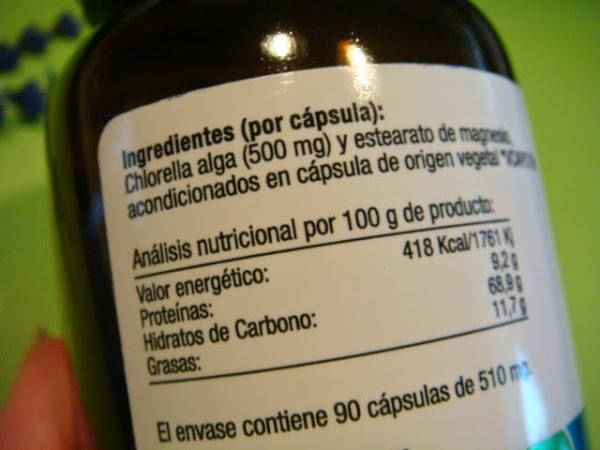 Ingredientes (por cápsula):
Chlorella alga (500 mg) y estearato de magnesio,
acondicionados en cápsula de origen vegetal
Análisis nutricional por 100 g de producto:
Valor energético: 418 Kcal/1761 Kj
Proteínas: 9,2 g
Hidratos de Carbono: 68,9 g
Grasas: 11,7 g
El envase contiene 90 cápsulas de 510 mg.